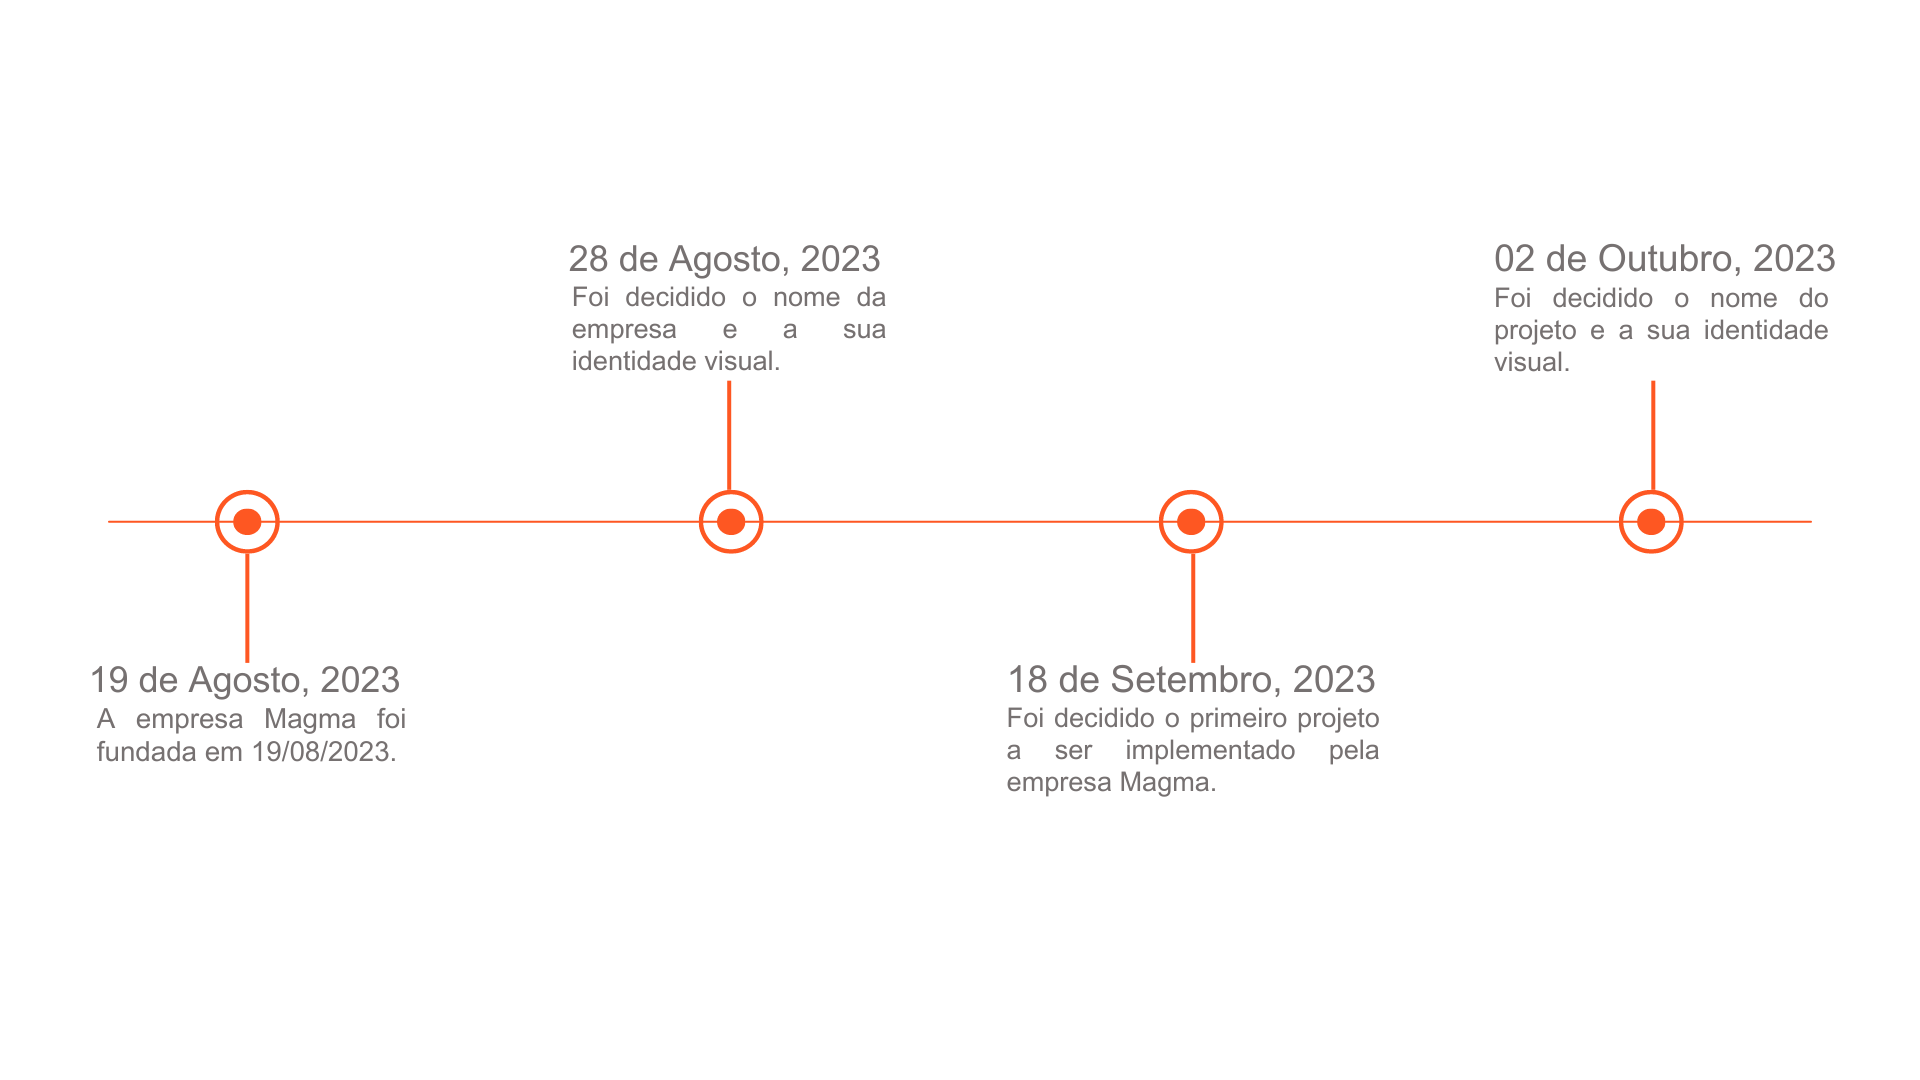 19 de Agosto, 2023
A empresa Magma foi
fundada em 19/08/2023.
28 de Agosto, 2023
Foi decidido o nome da
empresa e a sua
identidade visual.
18 de Setembro, 2023
Foi decidido o primeiro projeto
a ser implementado pela
empresa Magma.
02 de Outubro, 2023
Foi decidido o nome do
projeto e a sua identidade
visual.